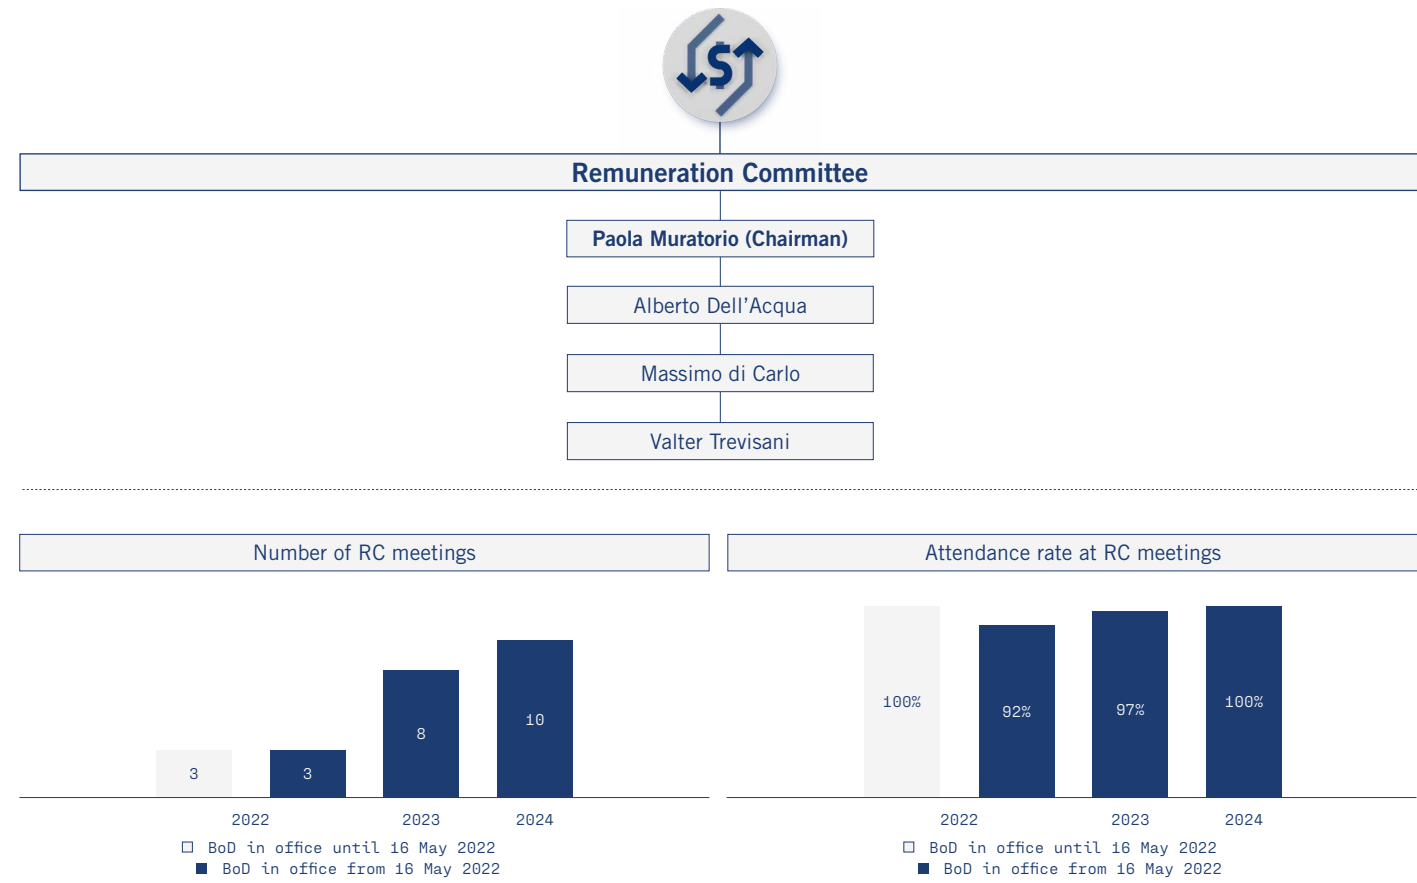 $
Remuneration Committee
Paola Muratorio (Chairman)
Alberto Dell’Acqua
Massimo di Carlo
Valter Trevisani
Number of RC meetings
3
3
8
10
2022
2023
2024
BoD in office until 16 May 2022
BoD in office from 16 May 2022
Attendance rate at RC meetings
100%
92%
97%
100%
2022
2023
2024
BoD in office until 16 May 2022
BoD in office from 16 May 2022